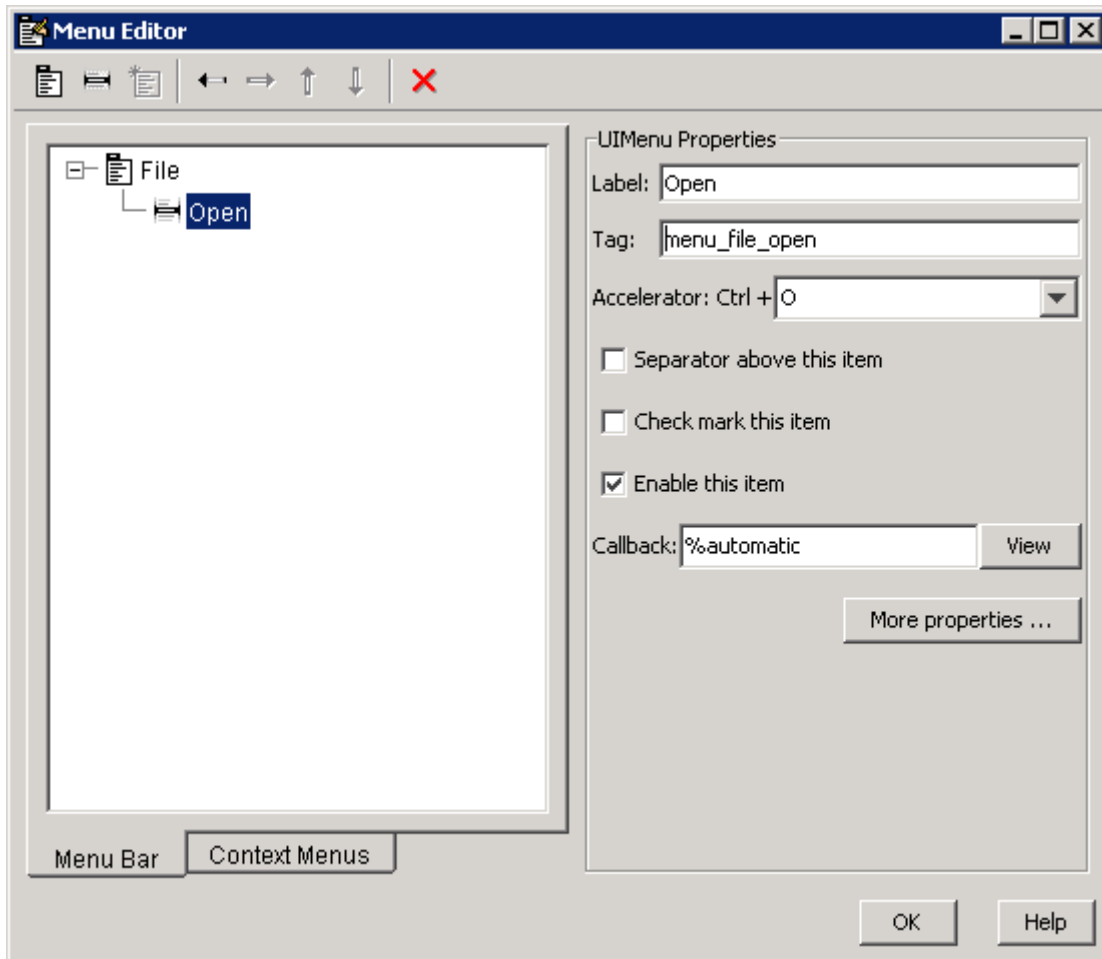 Menu Editor
File
Open
UIMenu Properties
Label: Open
Tag: menu_file_open
Accelerator: Ctrl + O
Separator above this item
Check mark this item
Enable this item
Callback: %automatic View
More properties ...
Menu Bar Context Menus
OK Help